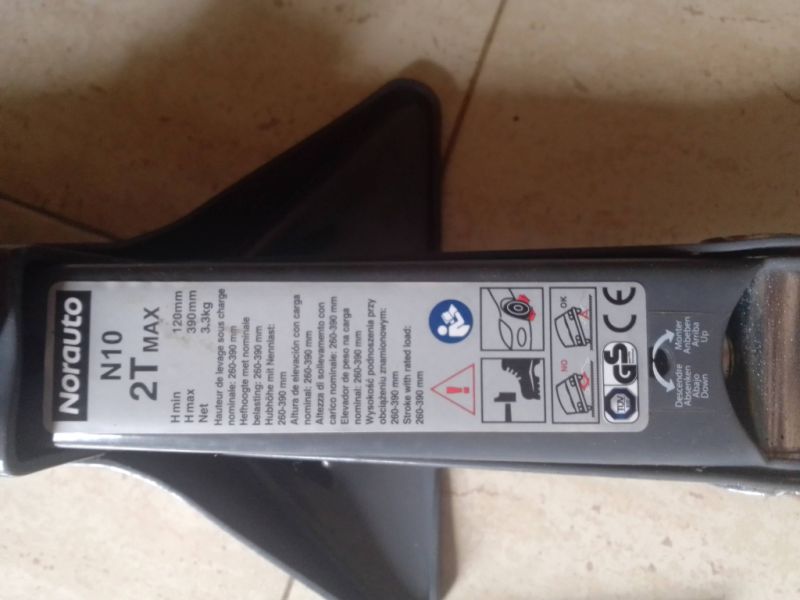 Norauto
N10
2T MAX
H min 120mm
H max 390mm
Net 3.3kg
Hauteur de levage sous charge
nominale: 260-390 mm
Hefhoogte met nominale
belasting: 260-390 mm
Hubhöhe mit Nennlast:
260-390 mm
Altura de elevación con carga
nominal: 260-390 mm
Altezza di sollevamento con
carico nominale: 260-390 mm
Elevador de peso na carga
nominal: 260-390 mm
Wysokość podnoszenia przy
obciążeniu znamionowym:
260-390 mm
Stroke with rated load:
260-390 mm
NO
OK
TÜV
GS
CE
Descendre
Absenken
Abajo
Down
Monter
Anbeben
Arriba
Up